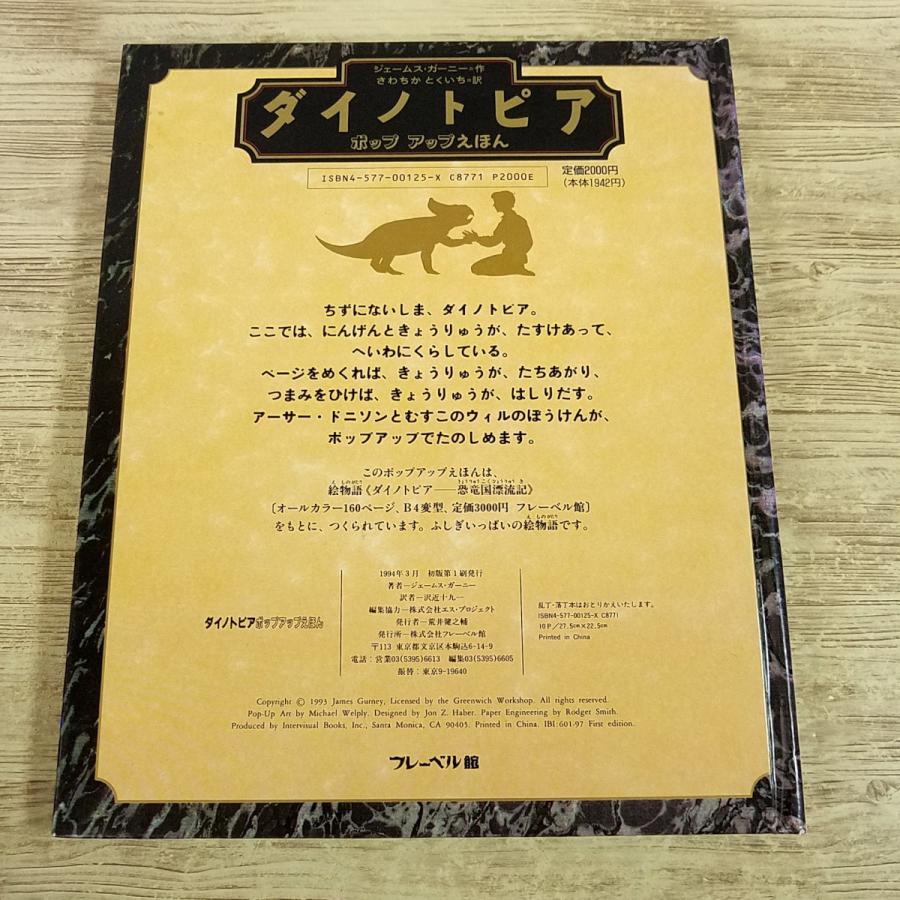 ジェームス・ガーニー=作
さわちか とくいち=訳
ダイノトピア
ポップ アップえほん
ISBN4-577-00125-X C8771 P2000E
定価2000円
(本体1942円)
ちずにないしま、ダイノトピア。
ここでは、にんげんときょうりゅうが、たすけあって、
へいわにくらしている。
ページをめくれば、きょうりゅうが、たちあがり、
つまみをひけば、きょうりゅうが、はしりだす。
アーサー・ドニソンとむすこのウィルのぼうけんが、
ポップアップでたのしめます。
このポップアップえほんは、
絵物語《ダイノトピア——恐竜国漂流記》
〔オールカラー160ページ、B4変型、定価3000円 フレーベル館〕
をもとに、つくられています。ふしぎいっぱいの絵物語です。
ダイノトピアポップアップえほん
1994年3月 初版第1刷発行
著者—ジェームス・ガーニー
訳者—沢近十九一
編集協力—株式会社エス・プロジェクト
発行者—荒井健之輔
発行所—株式会社フレーベル館
〒113 東京都文京区本駒込6-14-9
電話:営業03(5395)6613 編集03(5395)6605
振替:東京9-19640
乱丁・落丁本はおとりかえいたします。
ISBN4-577-00125-X C8771
10P/27.5cm×22.5cm
Printed in China
Copyright © 1993 James Gurney, Licensed by the Greenwich Workshop. All rights reserved.
Pop-Up Art by Michael Welply. Designed by Jon Z. Haber. Paper Engineering by Rodger Smith.
Produced by Intervisual Books, Inc., Santa Monica, CA 90405. Printed in China. IBI:601-97 First edition.
フレーベル館